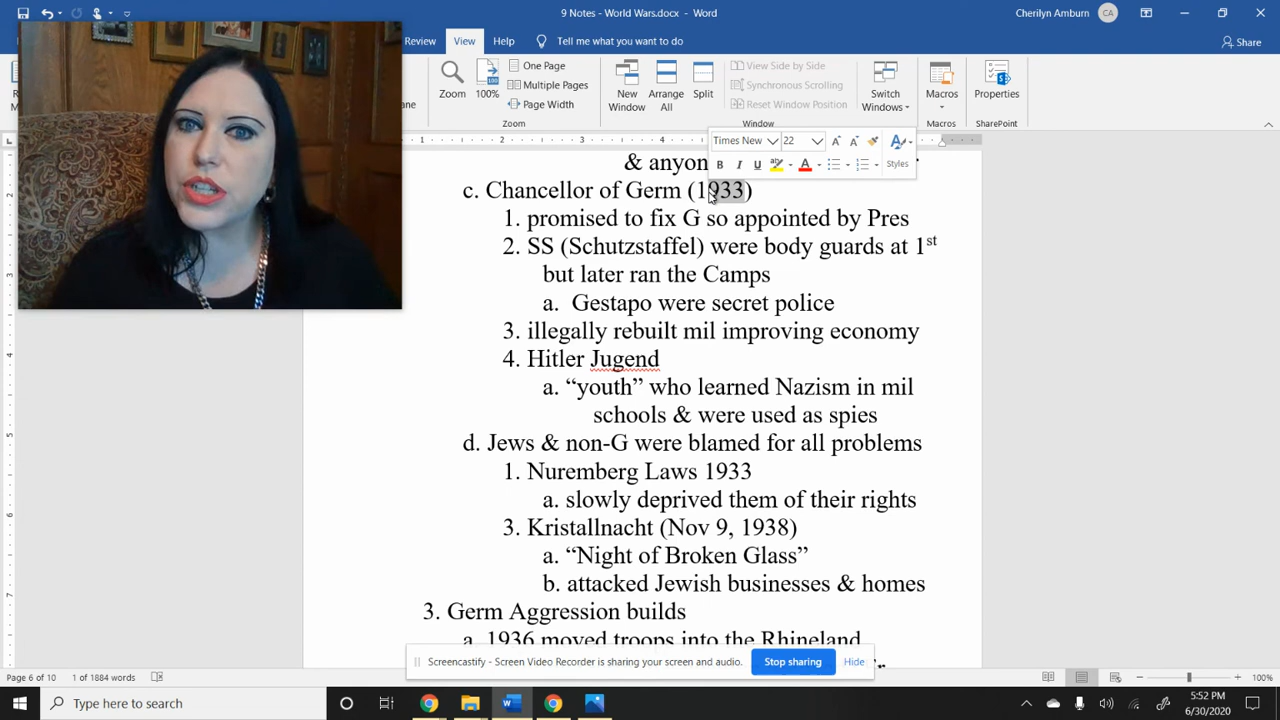 9 Notes - World Wars.docx - Word
Cherilyn Amburn CA
Review View Help Tell me what you want to do Share
Zoom 100% One Page Multiple Pages Page Width Zoom
New Window Arrange All Split View Side by Side Synchronous Scrolling Reset Window Position Window
Switch Windows Macros Macros Properties SharePoint
Times New 22 Styles
& anyon
c. Chancellor of Germ (1933)
1. promised to fix G so appointed by Pres
2. SS (Schutzstaffel) were body guards at 1st
but later ran the Camps
a. Gestapo were secret police
3. illegally rebuilt mil improving economy
4. Hitler Jugend
a. “youth” who learned Nazism in mil
schools & were used as spies
d. Jews & non-G were blamed for all problems
1. Nuremberg Laws 1933
a. slowly deprived them of their rights
3. Kristallnacht (Nov 9, 1938)
a. “Night of Broken Glass”
b. attacked Jewish businesses & homes
3. Germ Aggression builds
a. 1936 moved troops into the Rhineland
Screencastify - Screen Video Recorder is sharing your screen and audio. Stop sharing Hide
Page 6 of 10 1 of 1884 words 100%
Type here to search
5:52 PM
6/30/2020